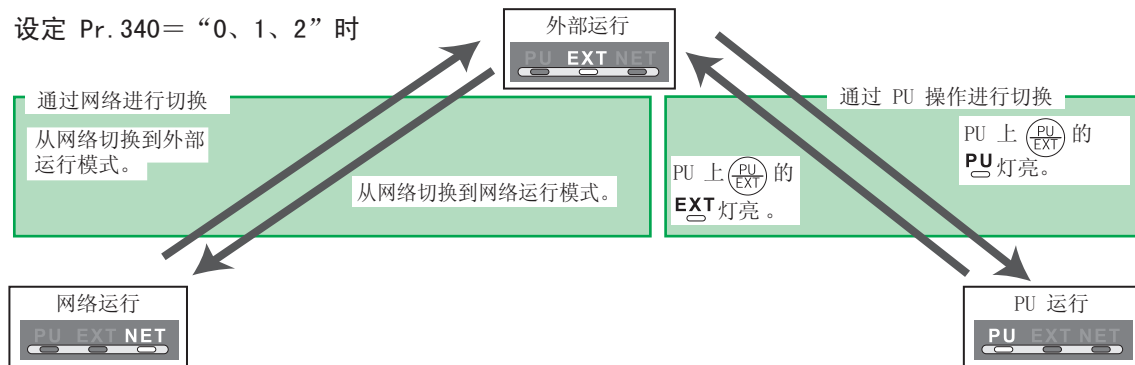 设定 Pr.340＝“0、1、2”时
外部运行
PU EXT NET
通过网络进行切换
从网络切换到外部
运行模式。
从网络切换到网络运行模式。
通过 PU 操作进行切换
PU 上 PU/EXT 的
PU 灯亮。
PU 上 PU/EXT 的
EXT 灯亮。
网络运行
PU EXT NET
PU 运行
PU EXT NET